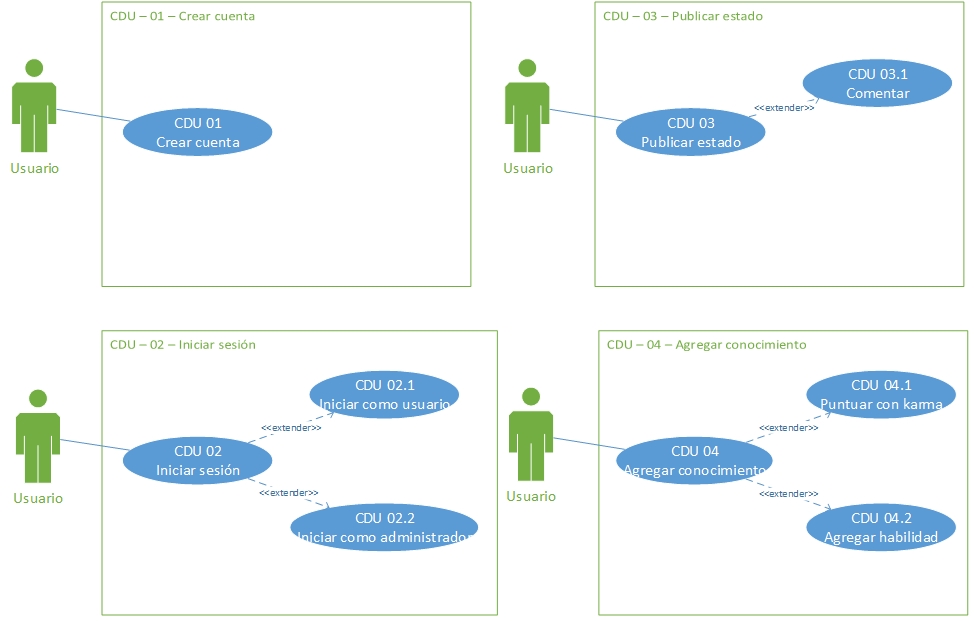 CDU – 01 – Crear cuenta
CDU 01
Crear cuenta
Usuario
CDU – 03 – Publicar estado
CDU 03.1
Comentar
<<extender>>
CDU 03
Publicar estado
Usuario
CDU – 02 – Iniciar sesión
CDU 02.1
Iniciar como usuario
<<extender>>
CDU 02
Iniciar sesión
<<extender>>
Usuario
CDU 02.2
Iniciar como administrador
CDU – 04 – Agregar conocimiento
CDU 04.1
Puntuar con karma
<<extender>>
CDU 04
Agregar conocimiento
<<extender>>
Usuario
CDU 04.2
Agregar habilidad